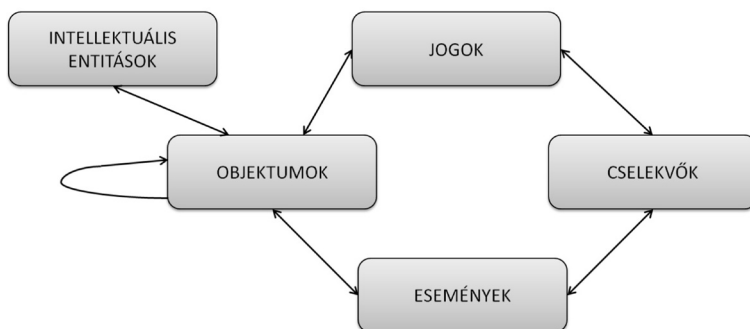 INTELLEKTUÁLIS
ENTITÁSOK
JOGOK
OBJEKTUMOK
CSELEKVŐK
ESEMÉNYEK